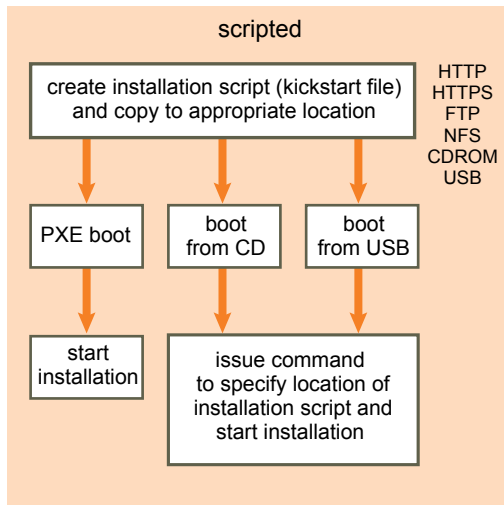 scripted
create installation script (kickstart file)
and copy to appropriate location
HTTP
HTTPS
FTP
NFS
CDROM
USB
PXE boot
boot
from CD
boot
from USB
start
installation
issue command
to specify location of
installation script and
start installation